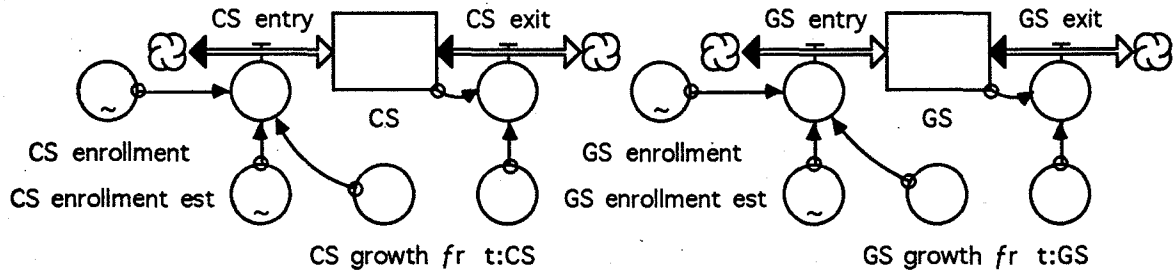 CS entry CS exit GS entry GS exit
CS GS
~ ~
CS enrollment GS enrollment
CS enrollment est GS enrollment est
~ ~
CS growth fr t:CS GS growth fr t:GS